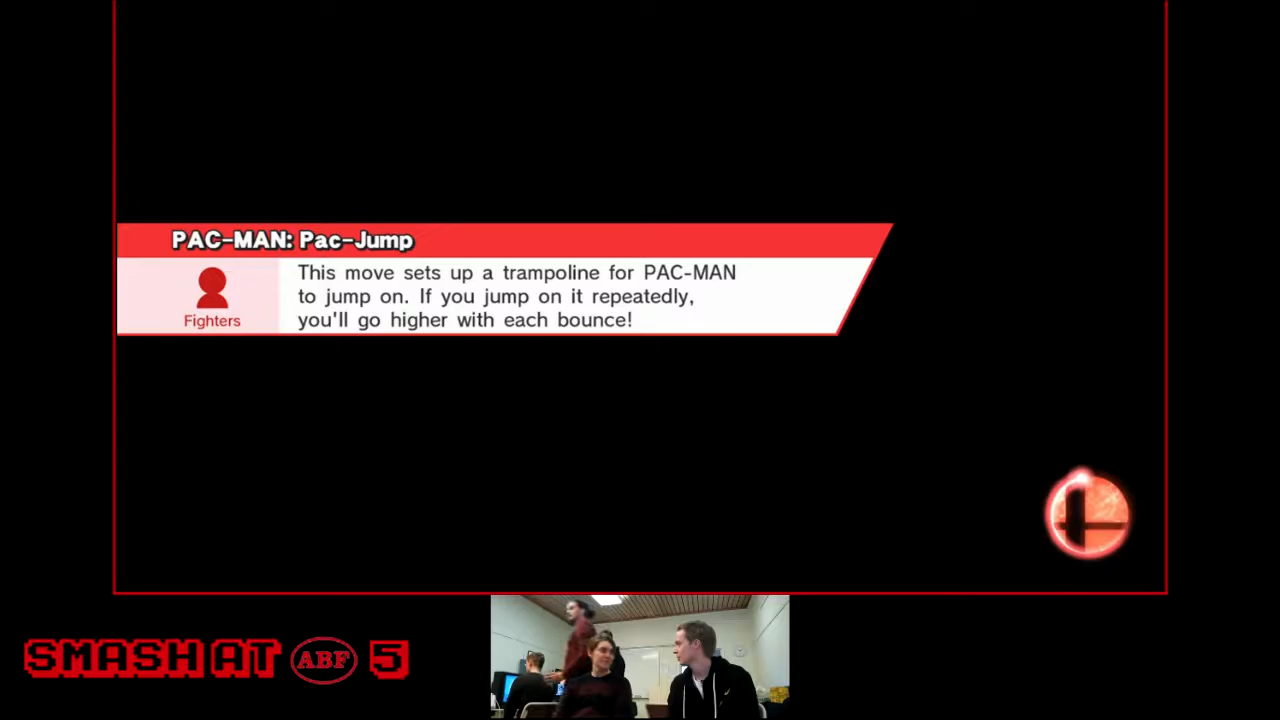 PAC-MAN: Pac-Jump
This move sets up a trampoline for PAC-MAN
to jump on. If you jump on it repeatedly,
you'll go higher with each bounce!
Fighters
SMASH AT ABF 5